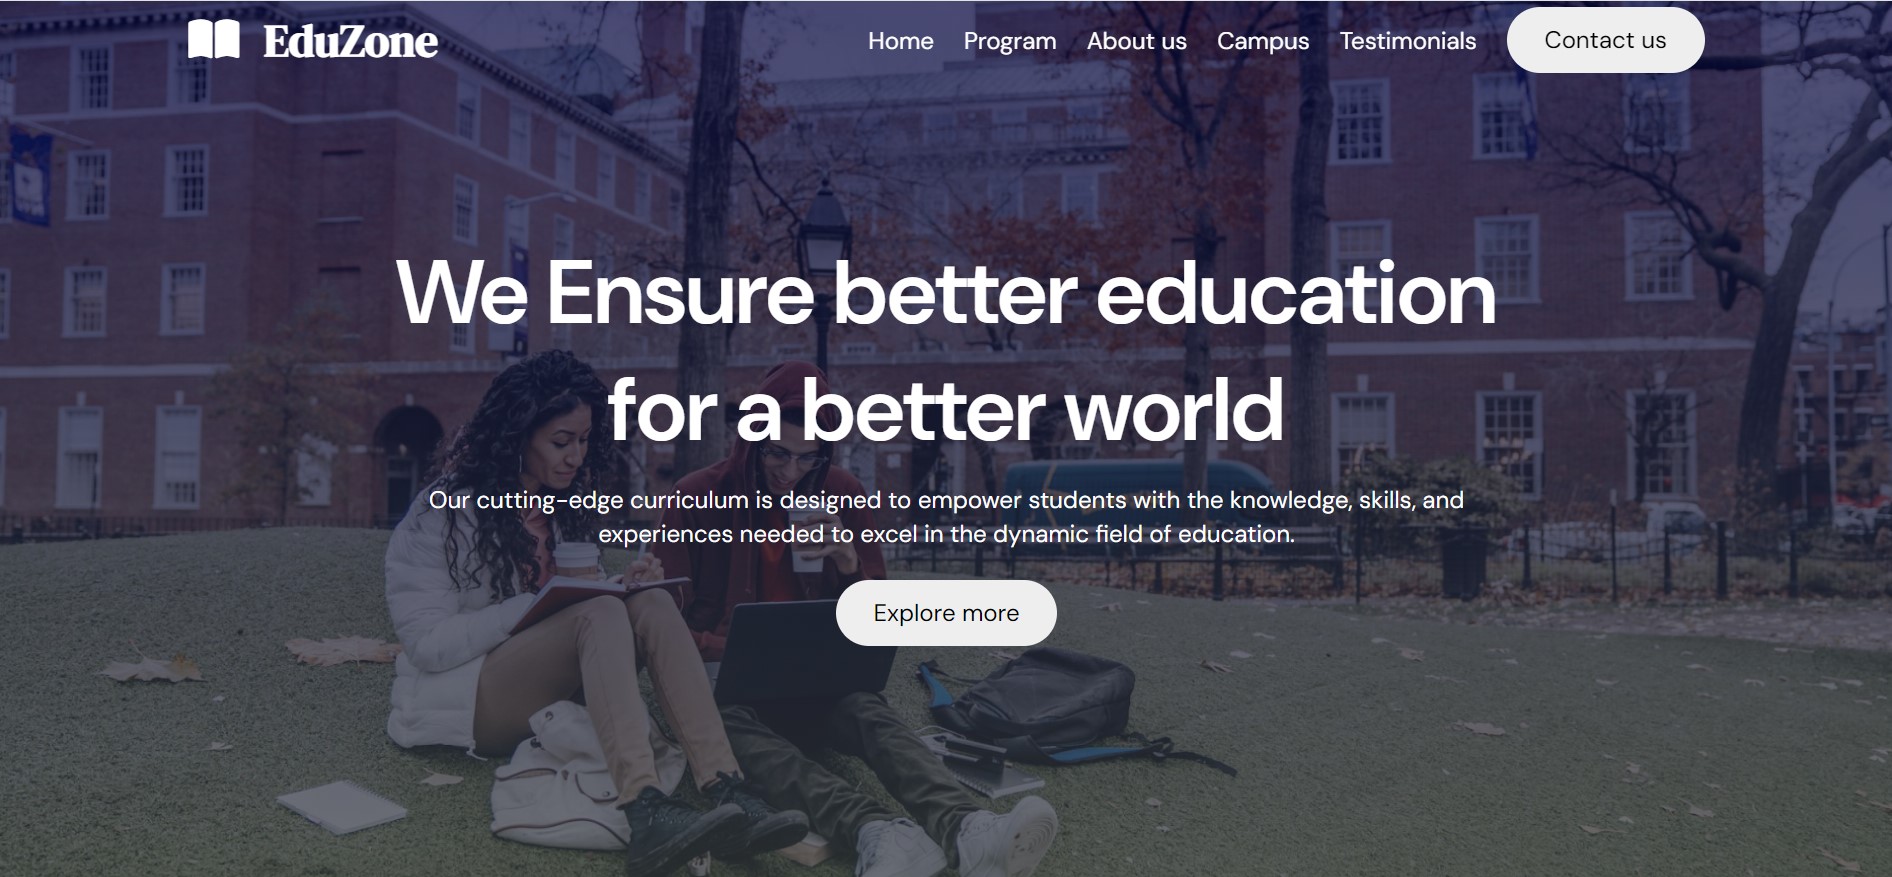 EduZone
Home Program About us Campus Testimonials Contact us
We Ensure better education
for a better world
Our cutting-edge curriculum is designed to empower students with the knowledge, skills, and
experiences needed to excel in the dynamic field of education.
Explore more